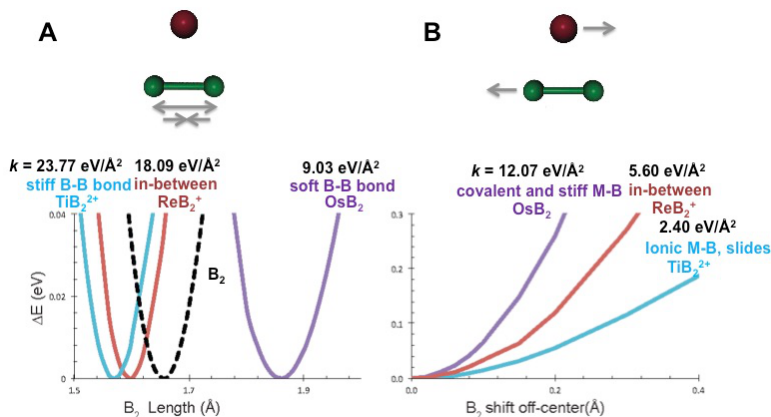 A
B
k = 23.77 eV/Å²
18.09 eV/Å²
9.03 eV/Å²
stiff B-B bond
in-between
soft B-B bond
TiB₂²⁺
ReB₂⁺
OsB₂
k = 12.07 eV/Å²
5.60 eV/Å²
covalent and stiff M-B
in-between
OsB₂
ReB₂⁺
2.40 eV/Å²
Ionic M-B, slides
TiB₂²⁺
0.04
0.02
0
ΔE (eV)
B₂
1.5
1.7
1.9
B₂ Length (Å)
0.3
0.2
0.1
0
0.0
0.2
0.4
B₂ shift off-center(Å)